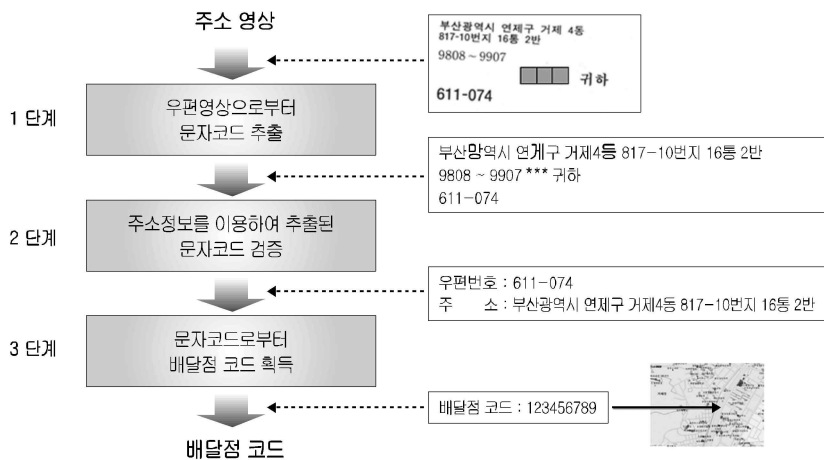 주소 영상
부산광역시 연제구 거제 4동
817-10번지 16통 2반
9808 ~ 9907
귀하
611-074
1 단계
우편영상으로부터
문자코드 추출
부산망역시 연게구 거제4등 817-10번지 16통 2반
9808 ~ 9907 *** 귀하
611-074
2 단계
주소정보를 이용하여 추출된
문자코드 검증
우편번호 : 611-074
주 소 : 부산광역시 연제구 거제4동 817-10번지 16통 2반
3 단계
문자코드로부터
배달점 코드 획득
배달점 코드 : 123456789
배달점 코드